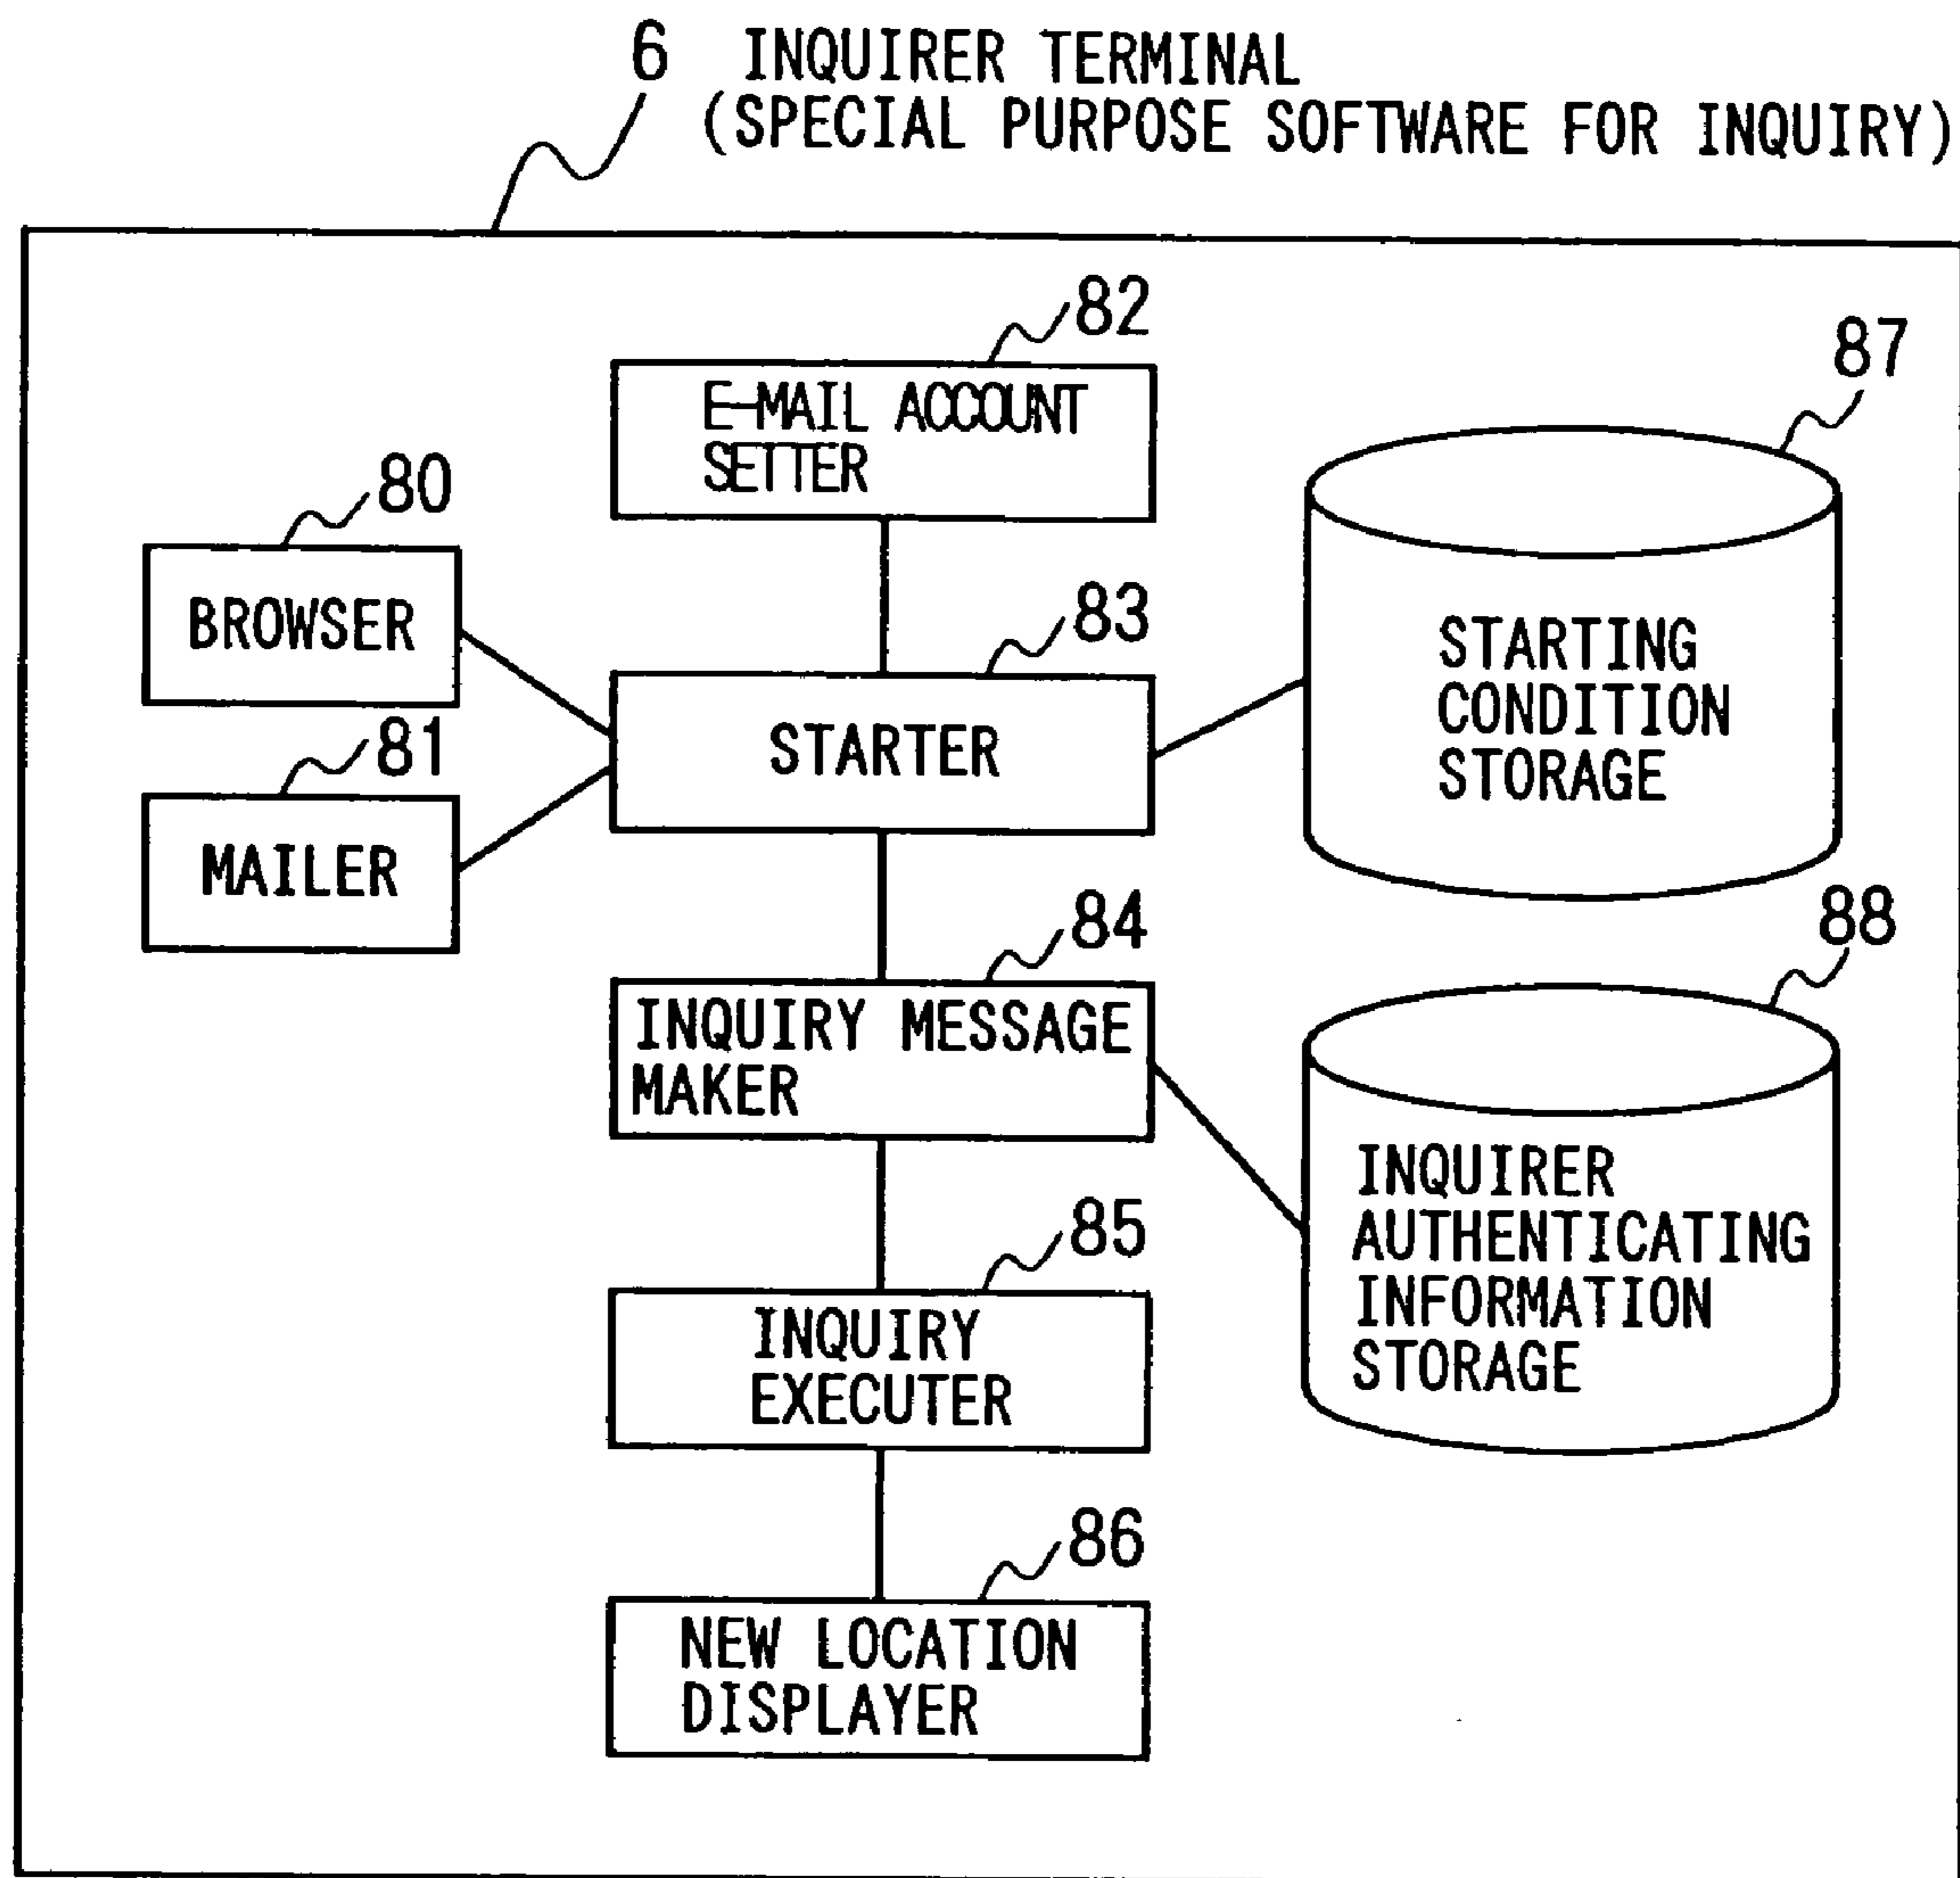 6 INQUIRER TERMINAL
(SPECIAL PURPOSE SOFTWARE FOR INQUIRY)
82
E-MAIL ACCOUNT
SETTER
87
80
BROWSER
83
STARTER
STARTING
CONDITION
STORAGE
81
MAILER
84
INQUIRY MESSAGE
MAKER
88
INQUIRER
AUTHENTICATING
INFORMATION
STORAGE
85
INQUIRY
EXECUTER
86
NEW LOCATION
DISPLAYER